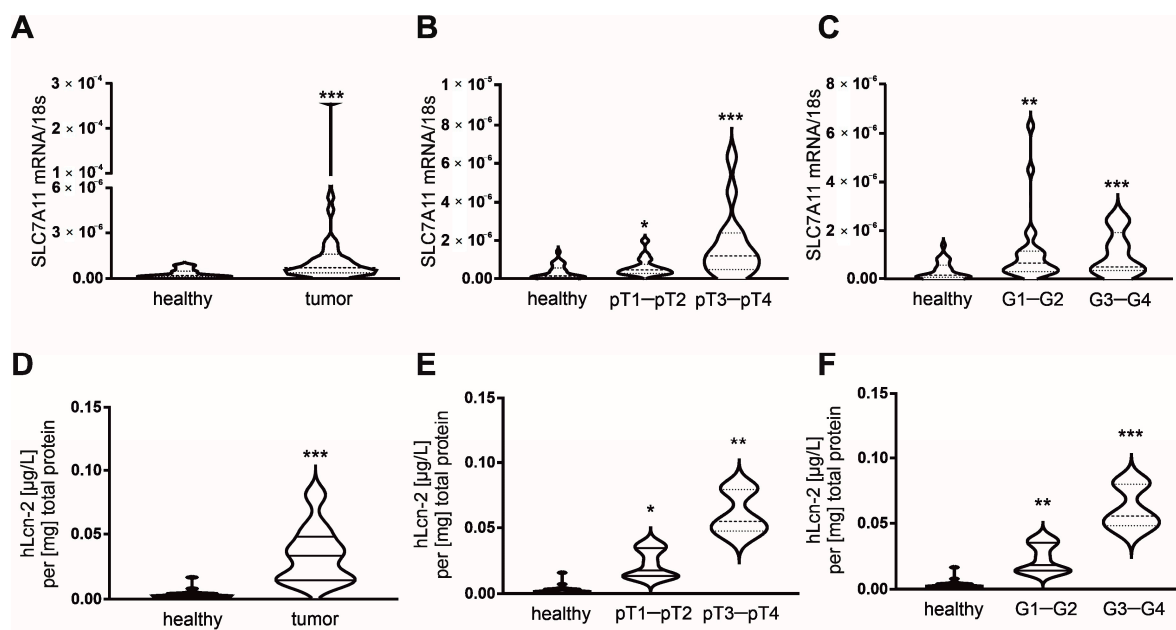 A
SLC7A11 mRNA/18s
3 × 10⁻⁴
2 × 10⁻⁴
1 × 10⁻⁴
6 × 10⁻⁶
3 × 10⁻⁶
0.00
***
healthy
tumor
B
SLC7A11 mRNA/18s
1 × 10⁻⁵
8 × 10⁻⁶
6 × 10⁻⁶
4 × 10⁻⁶
2 × 10⁻⁶
0.00
*
***
healthy
pT1—pT2
pT3—pT4
C
SLC7A11 mRNA/18s
8 × 10⁻⁶
6 × 10⁻⁶
4 × 10⁻⁶
2 × 10⁻⁶
0.00
**
***
healthy
G1—G2
G3—G4
D
hLcn-2 [µg/L]
per [mg] total protein
0.15
0.10
0.05
0.00
***
healthy
tumor
E
hLcn-2 [µg/L]
per [mg] total protein
0.15
0.10
0.05
0.00
*
**
healthy
pT1—pT2
pT3—pT4
F
hLcn-2 [µg/L]
per [mg] total protein
0.15
0.10
0.05
0.00
**
***
healthy
G1—G2
G3—G4